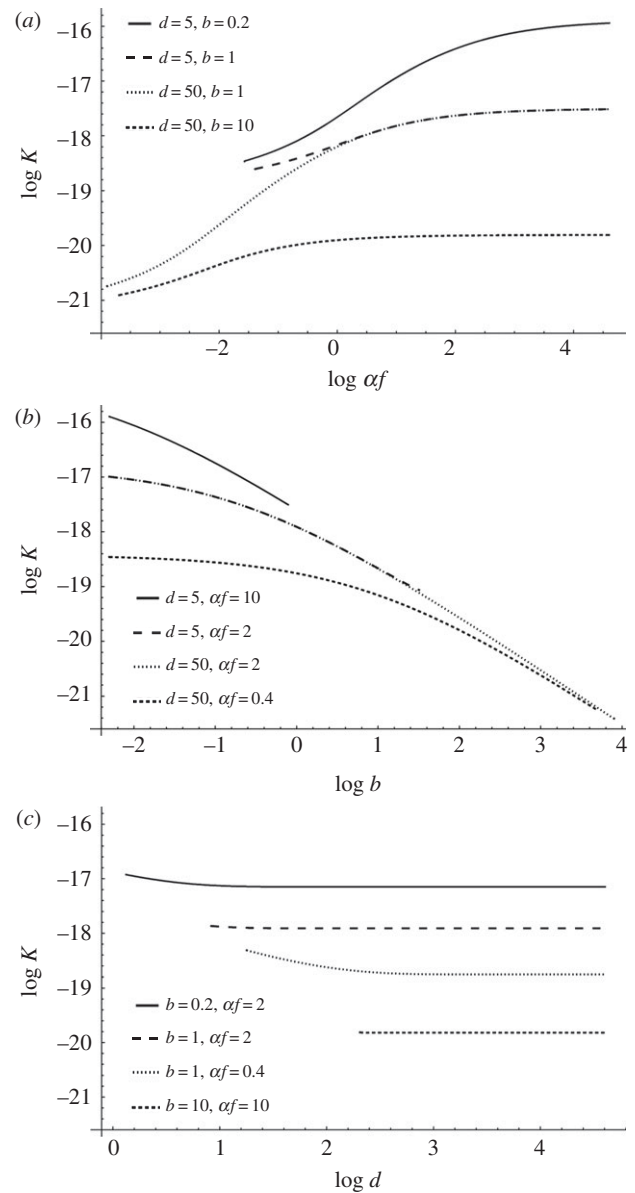 (a)
−16
−17
−18
−19
−20
−21
log K
d = 5, b = 0.2
d = 5, b = 1
d = 50, b = 1
d = 50, b = 10
−2 0 2 4
log αf
(b)
−16
−17
−18
−19
−20
−21
log K
d = 5, αf = 10
d = 5, αf = 2
d = 50, αf = 2
d = 50, αf = 0.4
−2 −1 0 1 2 3 4
log b
(c)
−16
−17
−18
−19
−20
−21
log K
b = 0.2, αf = 2
b = 1, αf = 2
b = 1, αf = 0.4
b = 10, αf = 10
0 1 2 3 4
log d